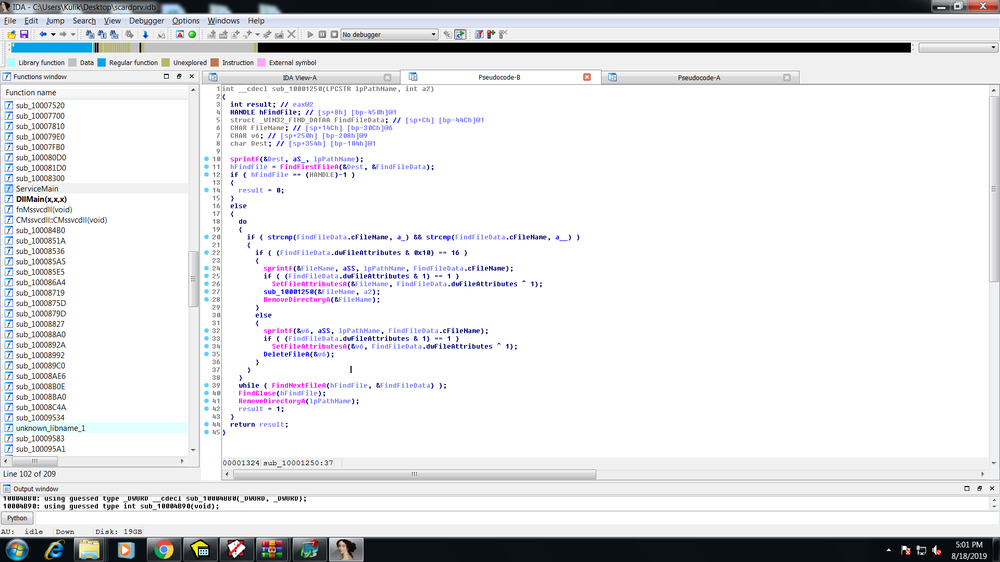 IDA - C:\Users\Kulik\Desktop\scardprv.idb
File Edit Jump Search View Debugger Options Windows Help
No debugger
Library function Data Regular function Unexplored Instruction External symbol
Functions window
Function name
sub_10007520
sub_10007700
sub_10007810
sub_100079E0
sub_10007FB0
sub_100080D0
sub_100081D0
sub_10008300
ServiceMain
DllMain(x,x,x)
fnMssvcdll(void)
CMssvcdll::CMssvcdll(void)
sub_100084B0
sub_1000851A
sub_10008536
sub_100085A5
sub_100085E5
sub_100086A4
sub_10008719
sub_1000875D
sub_1000879D
sub_10008827
sub_100088A0
sub_1000892A
sub_10008992
sub_100089C0
sub_10008AE6
sub_10008B0E
sub_10008BA0
sub_10008C4A
sub_10009534
unknown_libname_1
sub_10009583
sub_100095A1
Line 102 of 209
IDA View-A Pseudocode-B Pseudocode-A
1 int __cdecl sub_10001250(LPCSTR lpPathName, int a2)
2 {
3 int result; // eax@2
4 HANDLE hFindFile; // [sp+8h] [bp-450h]@1
5 struct _WIN32_FIND_DATAA FindFileData; // [sp+Ch] [bp-44Ch]@1
6 CHAR FileName; // [sp+14Ch] [bp-30Ch]@6
7 CHAR v6; // [sp+250h] [bp-208h]@9
8 char Dest; // [sp+354h] [bp-104h]@1
9
10 sprintf(&Dest, aS_, lpPathName);
11 hFindFile = FindFirstFileA(&Dest, &FindFileData);
12 if ( hFindFile == (HANDLE)-1 )
13 {
14 result = 0;
15 }
16 else
17 {
18 do
19 {
20 if ( strcmp(FindFileData.cFileName, a_) && strcmp(FindFileData.cFileName, a__) )
21 {
22 if ( (FindFileData.dwFileAttributes & 0x10) == 16 )
23 {
24 sprintf(&FileName, aSS, lpPathName, FindFileData.cFileName);
25 if ( (FindFileData.dwFileAttributes & 1) == 1 )
26 SetFileAttributesA(&FileName, FindFileData.dwFileAttributes ^ 1);
27 sub_10001250(&FileName, a2);
28 RemoveDirectoryA(&FileName);
29 }
30 else
31 {
32 sprintf(&v6, aSS, lpPathName, FindFileData.cFileName);
33 if ( (FindFileData.dwFileAttributes & 1) == 1 )
34 SetFileAttributesA(&v6, FindFileData.dwFileAttributes ^ 1);
35 DeleteFileA(&v6);
36 }
37 }
38 }
39 while ( FindNextFileA(hFindFile, &FindFileData) );
40 FindClose(hFindFile);
41 RemoveDirectoryA(lpPathName);
42 result = 1;
43 }
44 return result;
45 }
00001324 sub_10001250:37
Output window
10004BB0: using guessed type _DWORD __cdecl sub_10004BB0(_DWORD, _DWORD);
10004B90: using guessed type int sub_10004B90(void);
Python
AU: idle Down Disk: 19GB
5:01 PM
8/18/2019